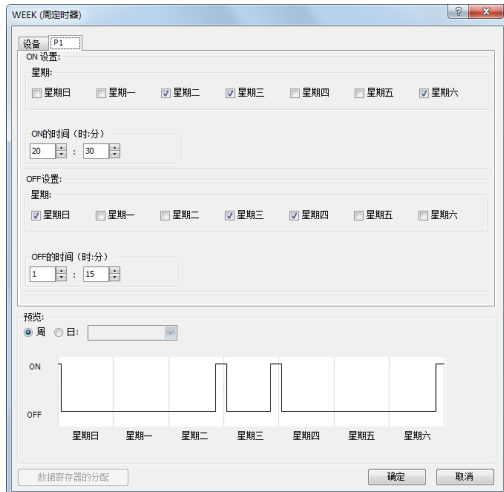 WEEK (周定时器)
设备 P1
ON 设置:
星期:
星期日 星期一 星期二 星期三 星期四 星期五 星期六
ON的时间 (时:分)
20 : 30
OFF设置:
星期:
星期日 星期一 星期二 星期三 星期四 星期五 星期六
OFF的时间 (时:分)
1 : 15
预览:
周 日:
ON
OFF
星期日 星期一 星期二 星期三 星期四 星期五 星期六
数据寄存器的分配 确定 取消